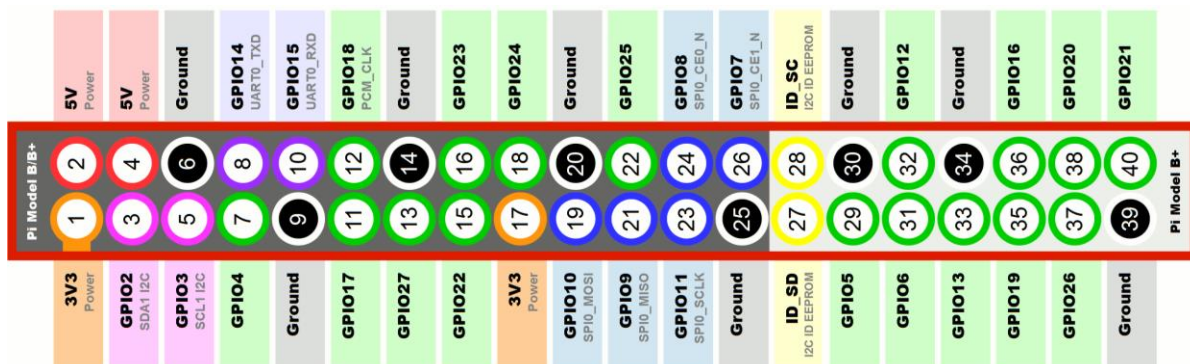 5V
Power
5V
Power
Ground
GPIO14
UART0_TXD
GPIO15
UART0_RXD
GPIO18
PCM_CLK
Ground
GPIO23
GPIO24
Ground
GPIO25
GPIO8
SPI0_CE0_N
GPIO7
SPI0_CE1_N
ID_SC
I2C ID EEPROM
Ground
GPIO12
Ground
GPIO16
GPIO20
GPIO21
Pi Model B/B+
2 4 6 8 10 12 14 16 18 20 22 24 26 28 30 32 34 36 38 40
1 3 5 7 9 11 13 15 17 19 21 23 25 27 29 31 33 35 37 39
Pi Model B+
3V3
Power
GPIO2
SDA1 I2C
GPIO3
SCL1 I2C
GPIO4
Ground
GPIO17
GPIO27
GPIO22
3V3
Power
GPIO10
SPI0_MOSI
GPIO9
SPI0_MISO
GPIO11
SPI0_SCLK
Ground
ID_SD
I2C ID EEPROM
GPIO5
GPIO6
GPIO13
GPIO19
GPIO26
Ground